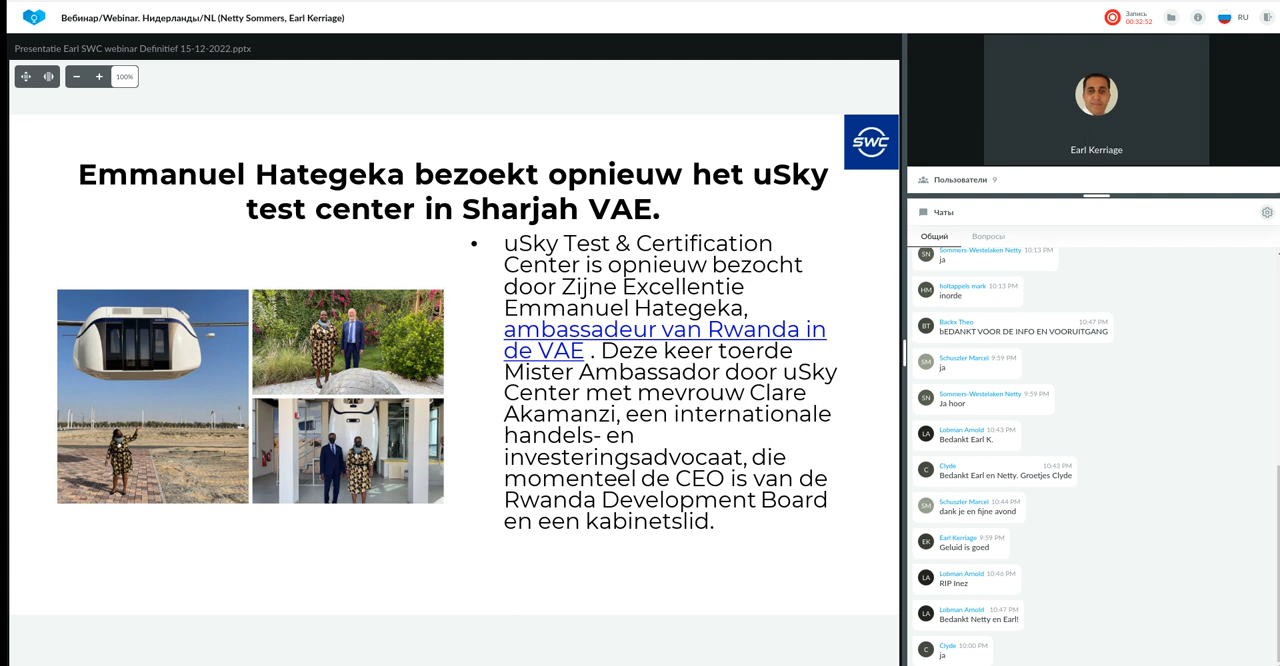 Вебинар/Webinar. Нидерланды/NL (Netty Sommers, Earl Kerriage)
Запись
00:32:52
RU
Presentatie Earl SWC webinar Definitief 15-12-2022.pptx
100%
SWC
Emmanuel Hategeka bezoekt opnieuw het uSky
test center in Sharjah VAE.
• uSky Test & Certification
Center is opnieuw bezocht
door Zijne Excellentie
Emmanuel Hategeka,
ambassadeur van Rwanda in
de VAE . Deze keer toerde
Mister Ambassador door uSky
Center met mevrouw Clare
Akamanzi, een internationale
handels- en
investeringsadvocaat, die
momenteel de CEO is van de
Rwanda Development Board
en een kabinetslid.
Earl Kerriage
Пользователи 9
Чаты
Общий Вопросы
SN Sommers-Westelaken Netty 10:13 PM
ja
HM holtappels mark 10:13 PM
inorde
BT Backx Theo 10:47 PM
bEDANKT VOOR DE INFO EN VOORUITGANG
SM Schuszler Marcel 9:59 PM
ja
SN Sommers-Westelaken Netty 9:59 PM
Ja hoor
LA Lobman Arnold 10:43 PM
Bedankt Earl K.
C Clyde 10:43 PM
Bedankt Earl en Netty. Groetjes Clyde
SM Schuszler Marcel 10:44 PM
dank je en fijne avond
EK Earl Kerriage 9:59 PM
Geluid is goed
LA Lobman Arnold 10:46 PM
RIP Inez
LA Lobman Arnold 10:47 PM
Bedankt Netty en Earl!
C Clyde 10:00 PM
ja